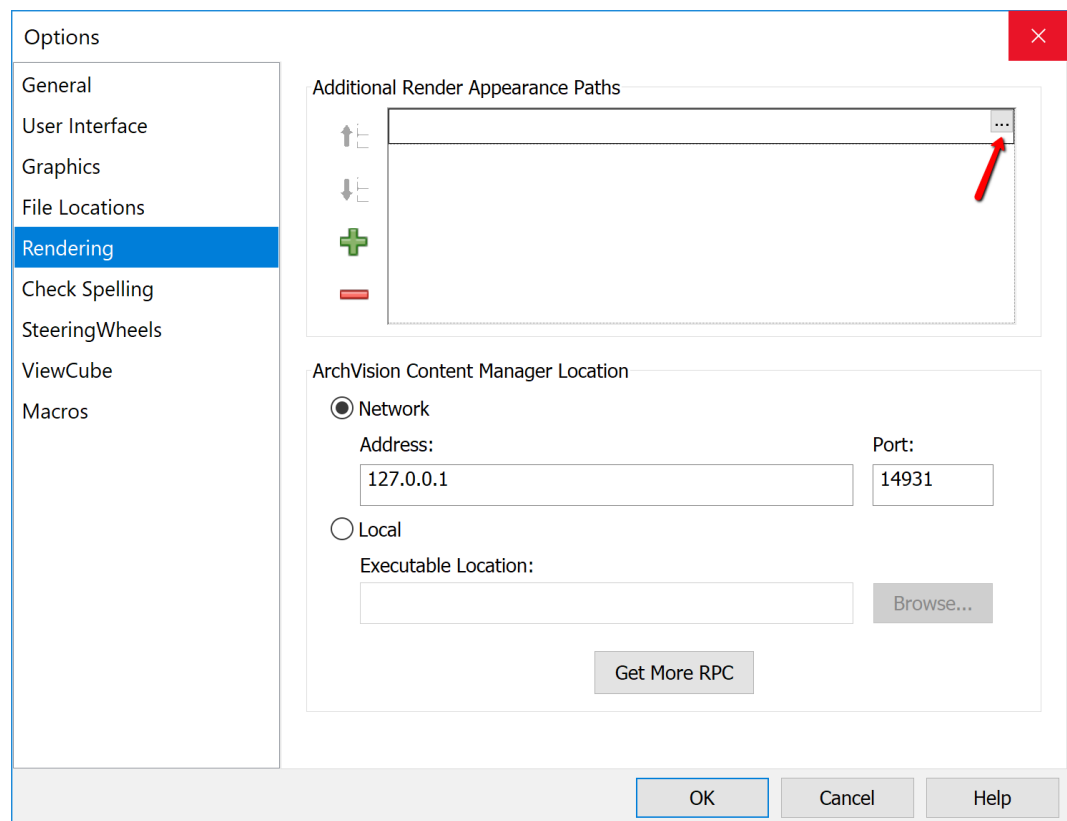 Options
General
User Interface
Graphics
File Locations
Rendering
Check Spelling
SteeringWheels
ViewCube
Macros
Additional Render Appearance Paths
...
ArchVision Content Manager Location
Network
Address:
Port:
127.0.0.1
14931
Local
Executable Location:
Browse...
Get More RPC
OK
Cancel
Help